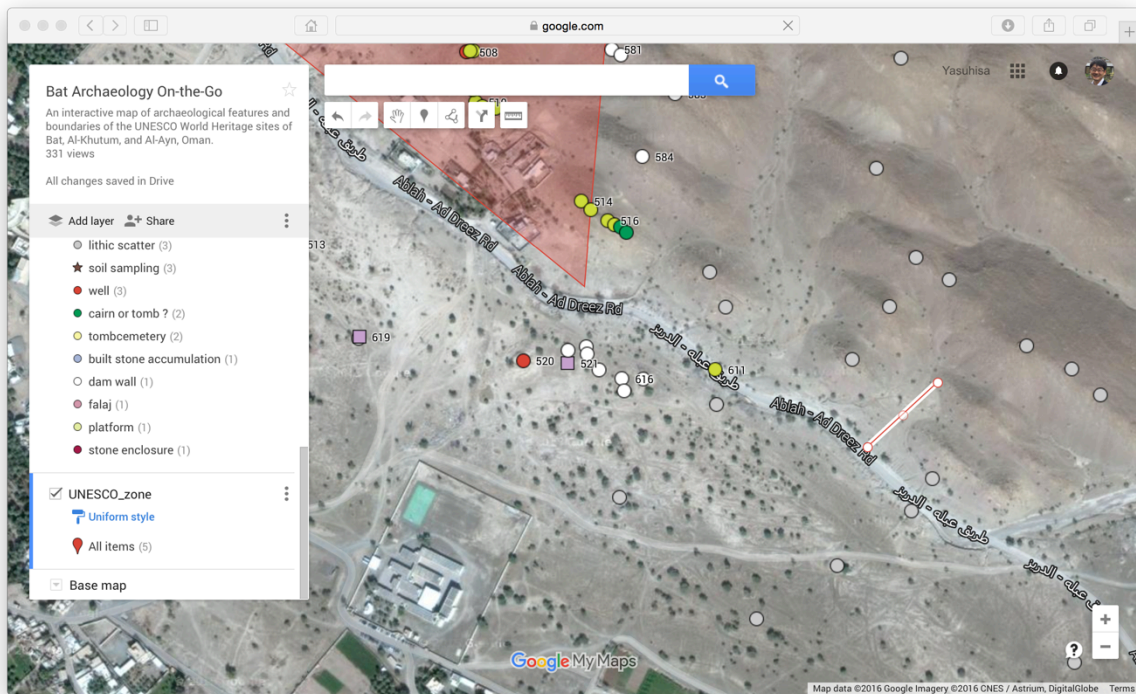 google.com
Bat Archaeology On-the-Go
An interactive map of archaeological features and
boundaries of the UNESCO World Heritage sites of
Bat, Al-Khutum, and Al-Ayn, Oman.
331 views
All changes saved in Drive
Add layer
Share
lithic scatter (3)
soil sampling (3)
well (3)
cairn or tomb ? (2)
tombcemetery (2)
built stone accumulation (1)
dam wall (1)
falaj (1)
platform (1)
stone enclosure (1)
UNESCO_zone
Uniform style
All items (5)
Base map
Yasuhisa
508
581
584
514
516
513
Ablah - Ad Dreez Rd
Ablah - Ad Dreez Rd
619
520
521
616
611
طريق عبله - الدريز
Ablah - Ad Dreez Rd
طريق عبله - الدريز
Google My Maps
?
+
−
Map data ©2016 Google Imagery ©2016 CNES / Astrium, DigitalGlobe Terms